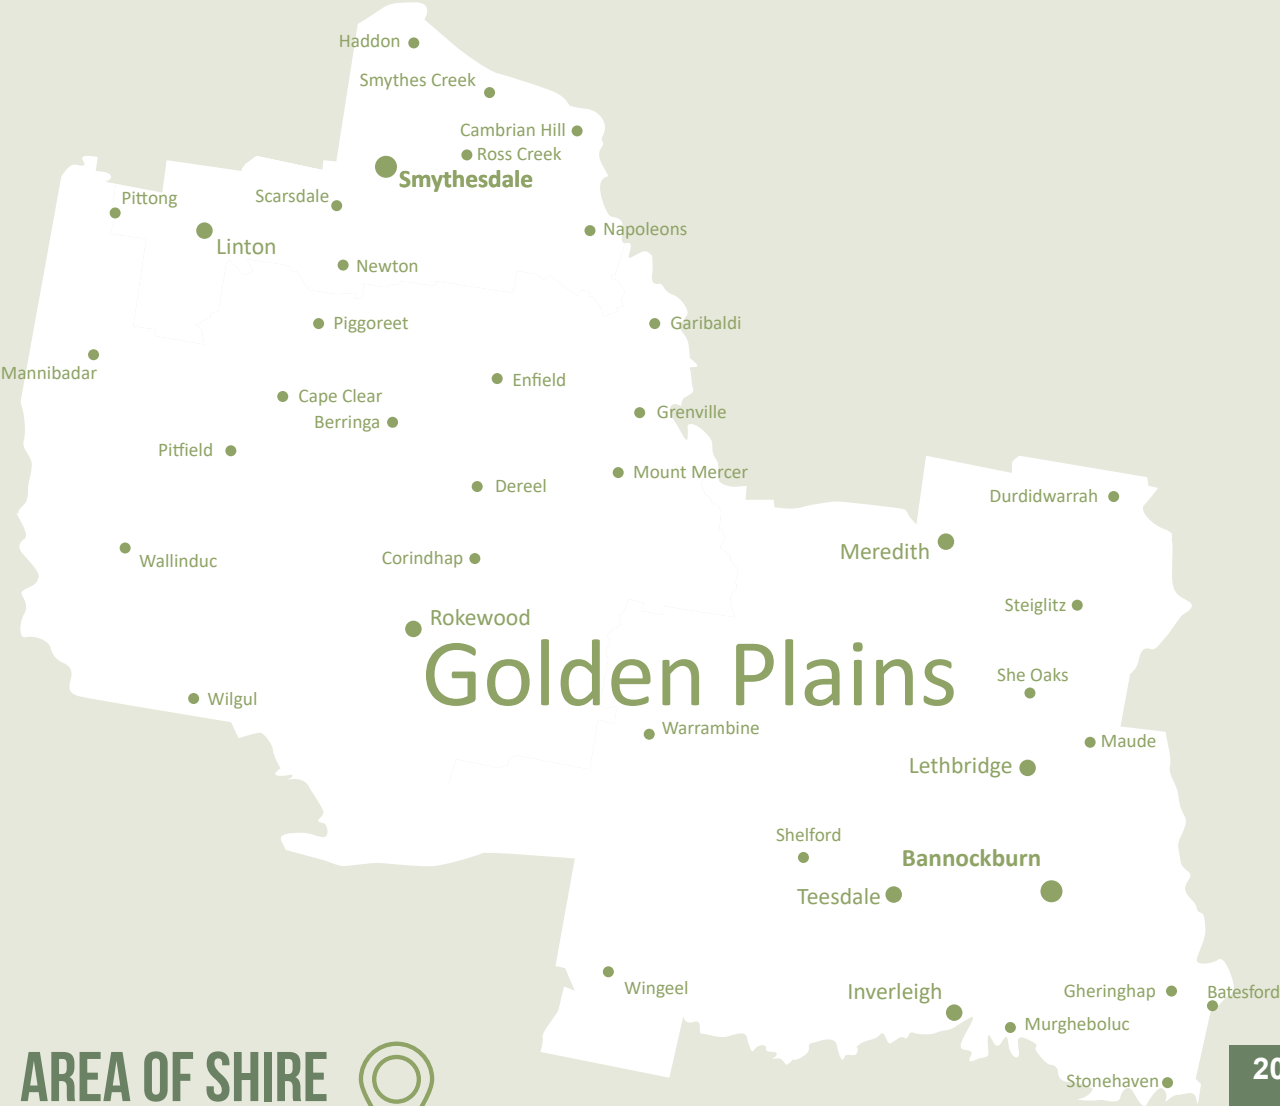 Haddon
Smythes Creek
Cambrian Hill
Ross Creek
Smythesdale
Pittong
Scarsdale
Napoleons
Linton
Newton
Piggoreet
Garibaldi
Mannibadar
Enfield
Cape Clear
Grenville
Berringa
Pitfield
Mount Mercer
Dereel
Durdidwarrah
Meredith
Wallinduc
Corindhap
Steiglitz
Rokewood
Golden Plains
She Oaks
Wilgul
Warrambine
Maude
Lethbridge
Shelford
Bannockburn
Teesdale
Wingeel
Inverleigh
Gheringhap
Batesford
Murgheboluc
AREA OF SHIRE
Stonehaven
20